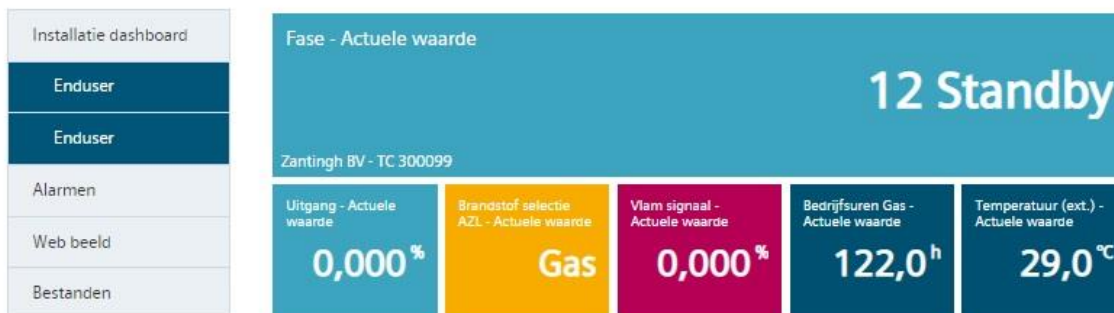 Installatie dashboard
Enduser
Enduser
Alarmen
Web beeld
Bestanden
Fase - Actuele waarde
12 Standby
Zantingh BV - TC 300099
Uitgang - Actuele
waarde
0,000 %
Brandstof selectie
AZL - Actuele waarde
Gas
Vlam signaal -
Actuele waarde
0,000 %
Bedrijfsuren Gas -
Actuele waarde
122,0 h
Temperatuur (ext.) -
Actuele waarde
29,0 °C